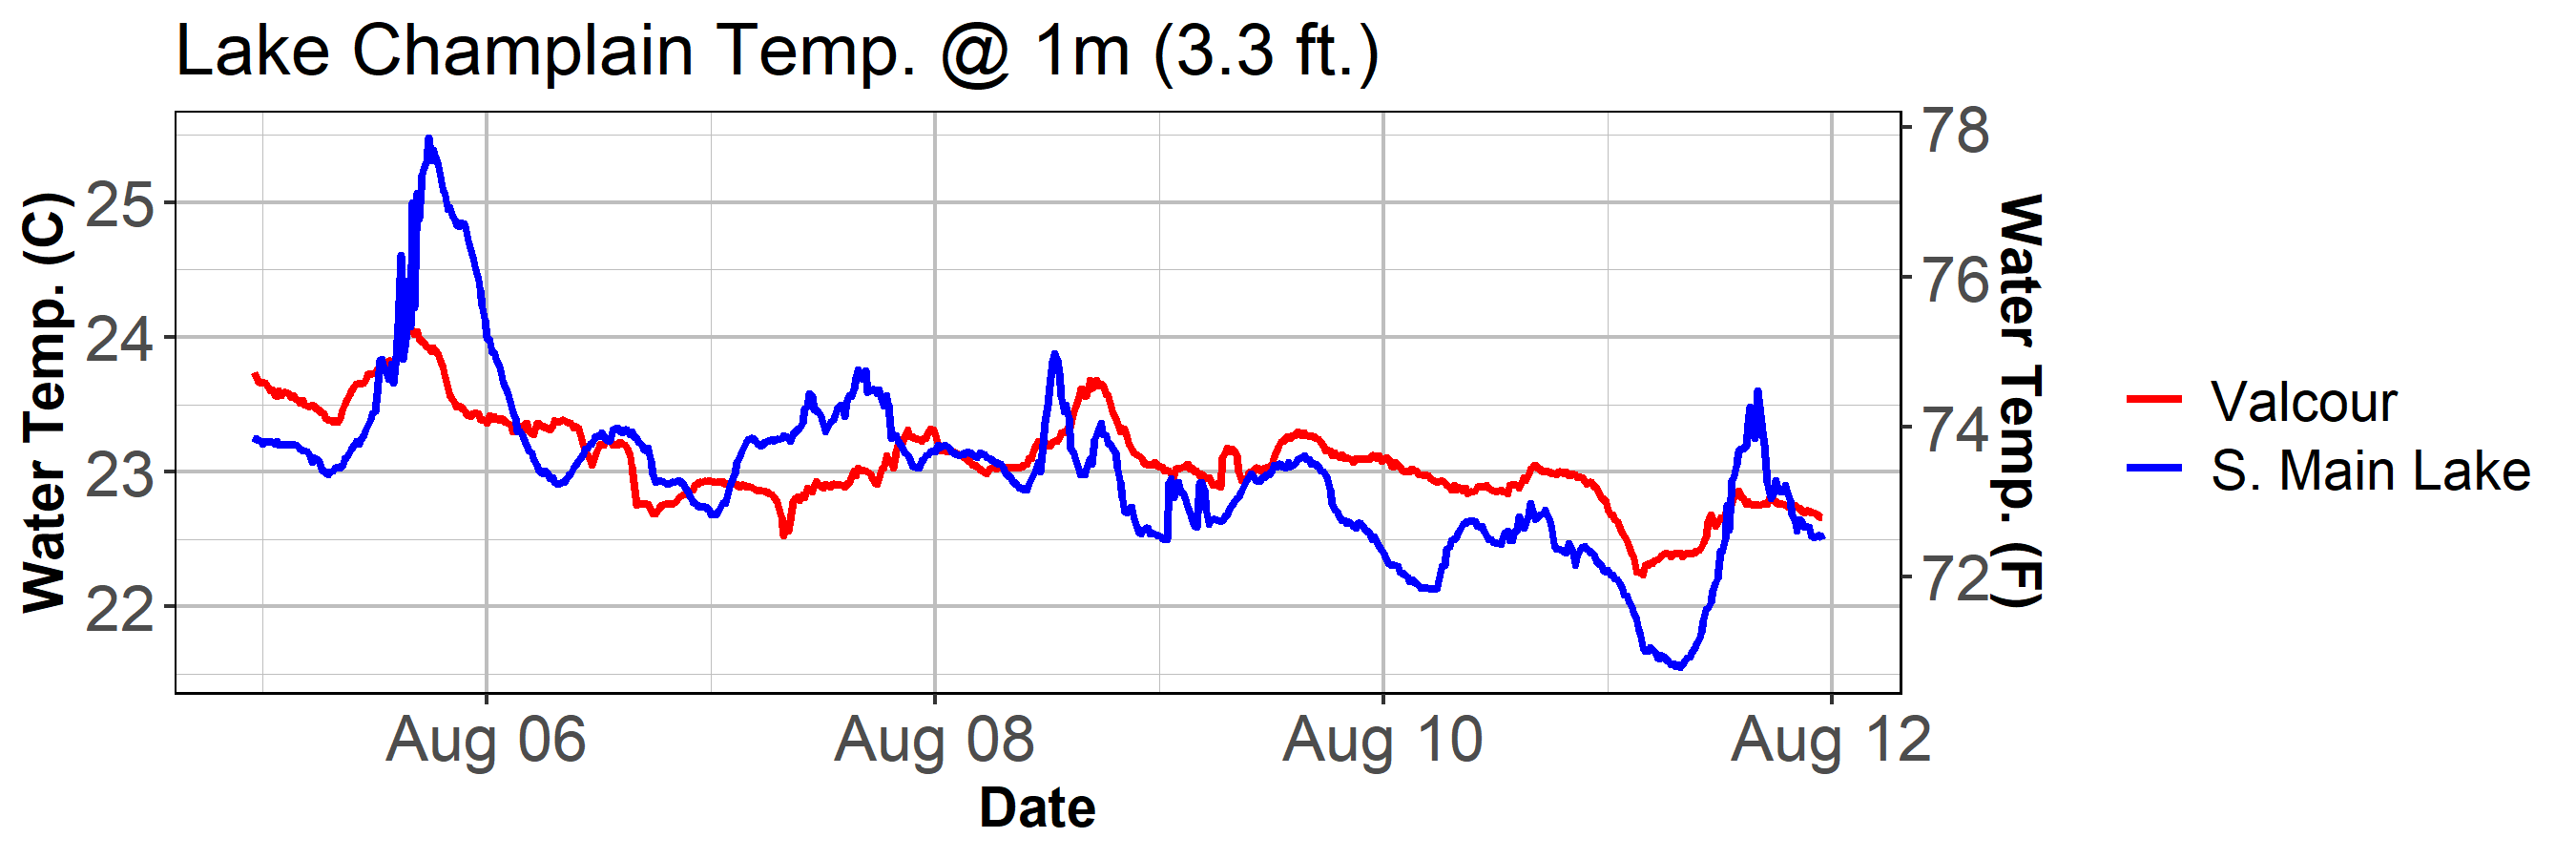 Lake Champlain Temp. @ 1m (3.3 ft.)
Water Temp. (C)
25
24
23
22
78
76
74
72
Water Temp. (F)
Aug 06
Aug 08
Aug 10
Aug 12
Date
Valcour
S. Main Lake